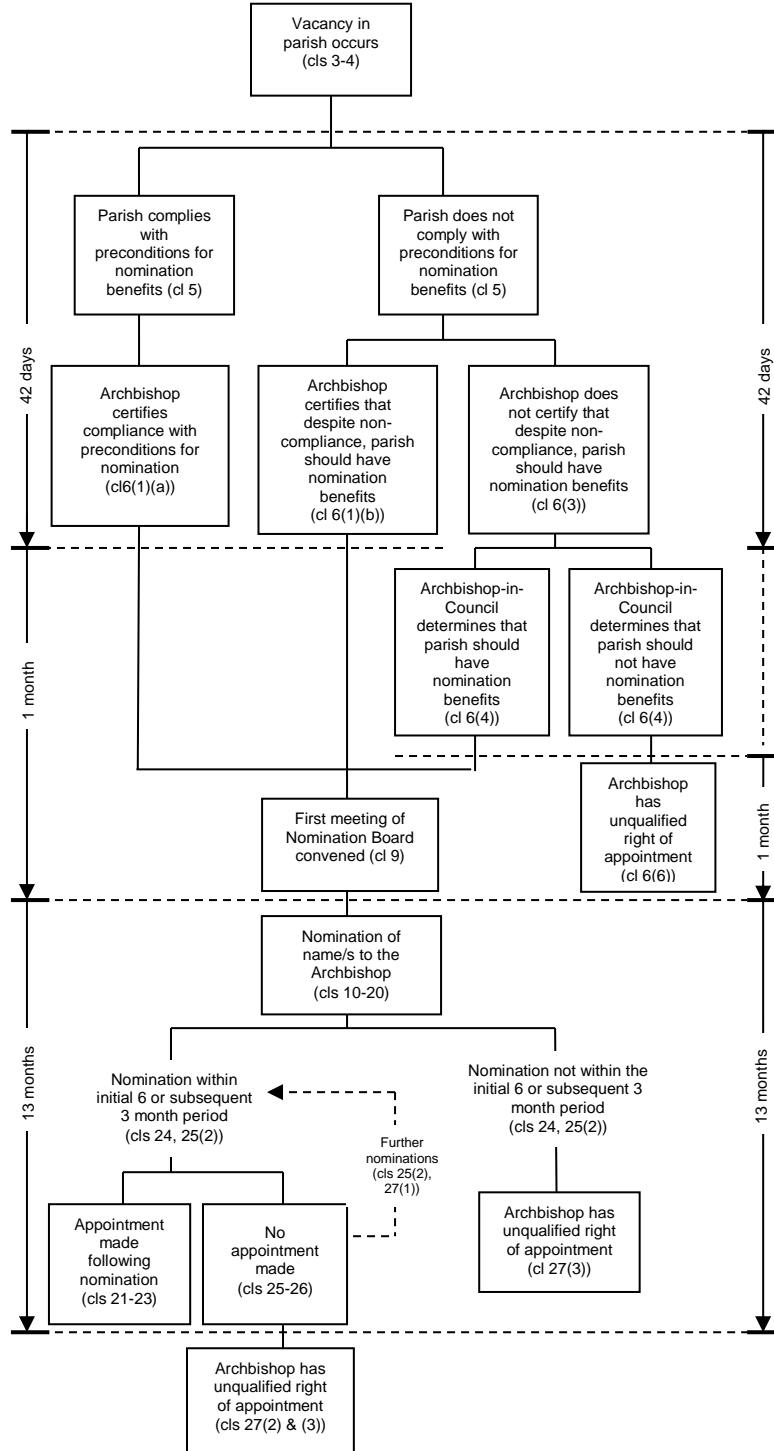 Vacancy in
parish occurs
(cls 3-4)
Parish complies
with
preconditions for
nomination
benefits (cl 5)
Parish does not
comply with
preconditions for
nomination
benefits (cl 5)
42 days
42 days
Archbishop
certifies
compliance with
preconditions for
nomination
(cl6(1)(a))
Archbishop
certifies that
despite non-
compliance, parish
should have
nomination
benefits
(cl 6(1)(b))
Archbishop does
not certify that
despite non-
compliance, parish
should have
nomination benefits
(cl 6(3))
Archbishop-in-
Council
determines that
parish should
have
nomination
benefits
(cl 6(4))
Archbishop-in-
Council
determines that
parish should
not have
nomination
benefits
(cl 6(4))
1 month
First meeting of
Nomination Board
convened (cl 9)
Archbishop
has
unqualified
right of
appointment
(cl 6(6))
1 month
Nomination of
name/s to the
Archbishop
(cls 10-20)
13 months
13 months
Nomination within
initial 6 or subsequent
3 month period
(cls 24, 25(2))
Nomination not within the
initial 6 or subsequent 3
month period
(cls 24, 25(2))
Further
nominations
(cls 25(2),
27(1))
Appointment
made
following
nomination
(cls 21-23)
No
appointment
made
(cls 25-26)
Archbishop has
unqualified right
of appointment
(cl 27(3))
Archbishop has
unqualified right
of appointment
(cls 27(2) & (3))